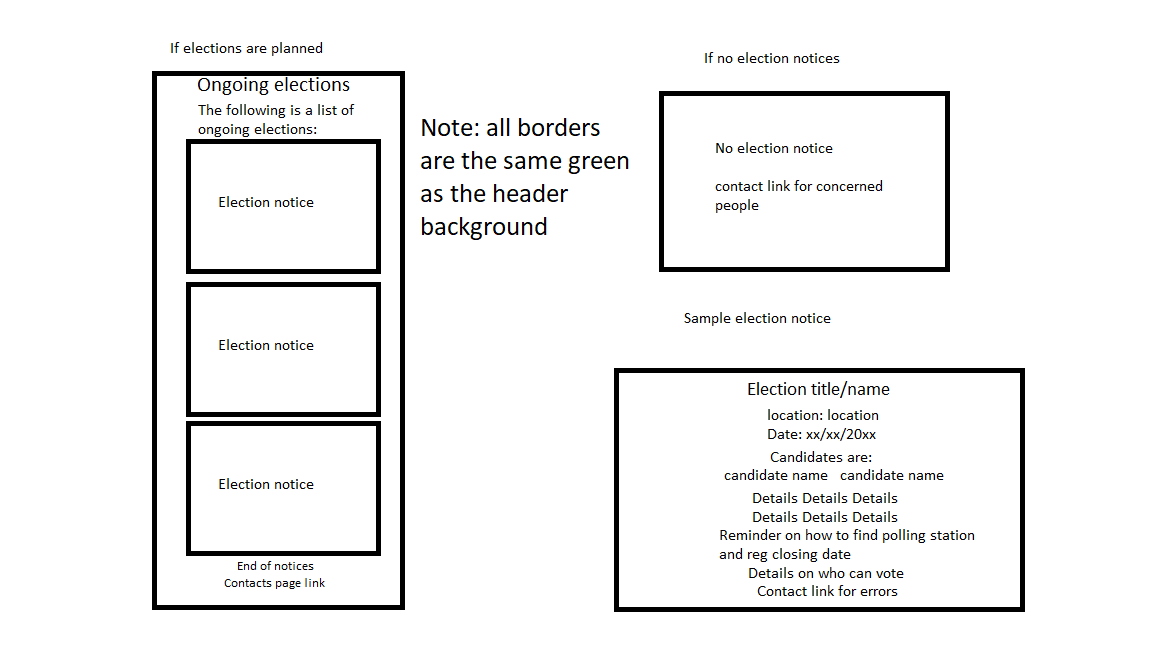 If elections are planned
Ongoing elections
The following is a list of
ongoing elections:
Election notice
Election notice
Election notice
End of notices
Contacts page link
Note: all borders
are the same green
as the header
background
If no election notices
No election notice
contact link for concerned
people
Sample election notice
Election title/name
location: location
Date: xx/xx/20xx
Candidates are:
candidate name candidate name
Details Details Details
Details Details Details
Reminder on how to find polling station
and reg closing date
Details on who can vote
Contact link for errors